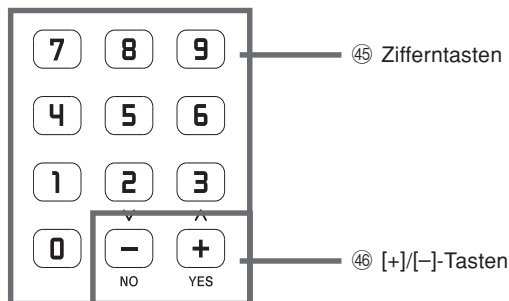 7 8 9
㊺ Zifferntasten
4 5 6
1 2 3
∨ ∧
0 − +
㊻ [+]/[–]-Tasten
NO YES